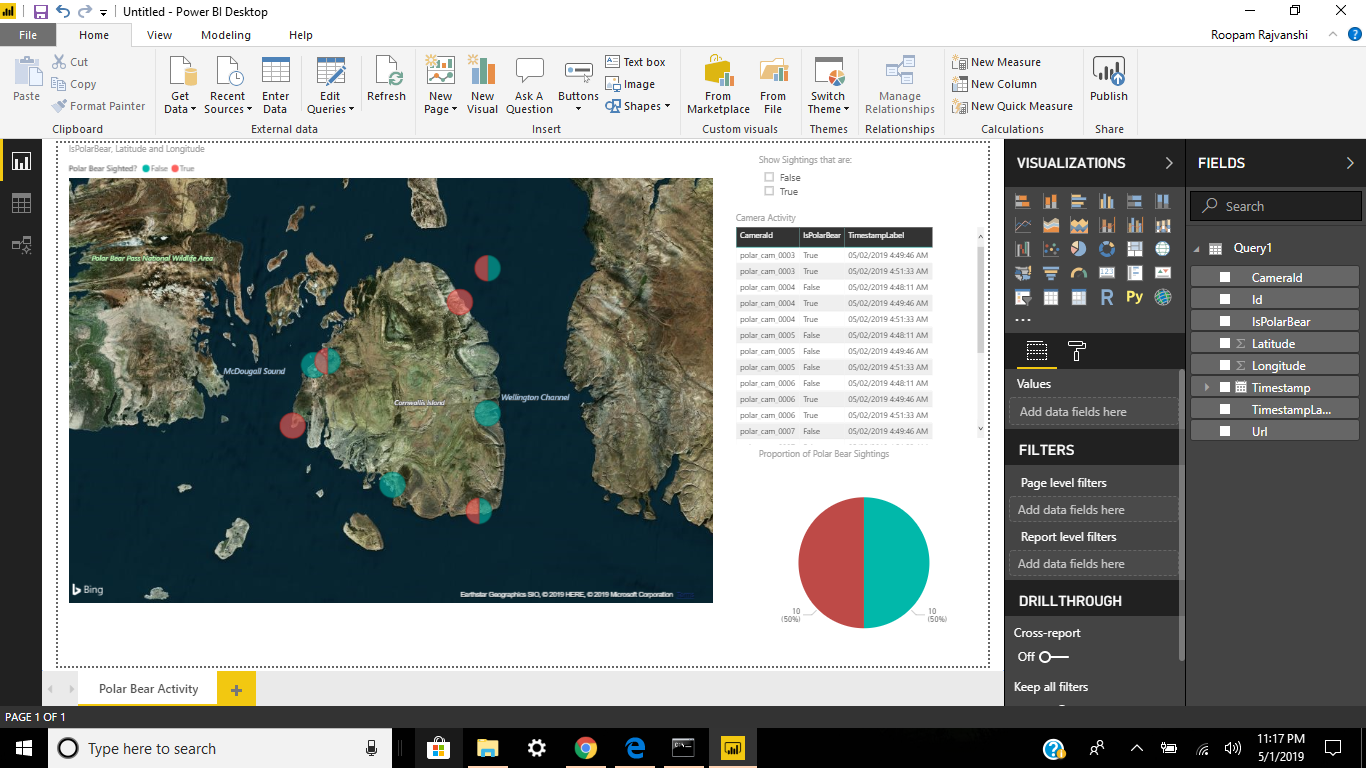 Untitled - Power BI Desktop
File Home View Modeling Help Roopam Rajvanshi
Paste
Cut
Copy
Format Painter
Clipboard
Get Data
Recent Sources
Enter Data
Edit Queries
Refresh
External data
New Page
New Visual
Ask A Question
Buttons
Text box
Image
Shapes
Insert
From Marketplace
From File
Custom visuals
Switch Theme
Themes
Manage Relationships
Relationships
New Measure
New Column
New Quick Measure
Calculations
Publish
Share
IsPolarBear, Latitude and Longitude
Polar Bear Sighted? False True
Polar Bear Pass National Wildlife Area
McDougall Sound
Cornwallis Island
Wellington Channel
Bing
Earthstar Geographics SIO, © 2019 HERE, © 2019 Microsoft Corporation
Show Sightings that are:
False
True
Camera Activity
CameraId IsPolarBear TimestampLabel
polar_cam_0003 True 05/02/2019 4:49:46 AM
polar_cam_0003 True 05/02/2019 4:51:33 AM
polar_cam_0004 False 05/02/2019 4:48:11 AM
polar_cam_0004 True 05/02/2019 4:49:46 AM
polar_cam_0004 True 05/02/2019 4:51:33 AM
polar_cam_0005 False 05/02/2019 4:48:11 AM
polar_cam_0005 False 05/02/2019 4:49:46 AM
polar_cam_0005 False 05/02/2019 4:51:33 AM
polar_cam_0006 False 05/02/2019 4:48:11 AM
polar_cam_0006 True 05/02/2019 4:49:46 AM
polar_cam_0006 True 05/02/2019 4:51:33 AM
polar_cam_0007 False 05/02/2019 4:49:46 AM
Proportion of Polar Bear Sightings
10
(50%)
10
(50%)
VISUALIZATIONS
R Py
Values
Add data fields here
FILTERS
Page level filters
Add data fields here
Report level filters
Add data fields here
DRILLTHROUGH
Cross-report
Off
Keep all filters
FIELDS
Search
Query1
CameraId
Id
IsPolarBear
Latitude
Longitude
Timestamp
TimestampLa...
Url
Polar Bear Activity
PAGE 1 OF 1
Type here to search
11:17 PM
5/1/2019